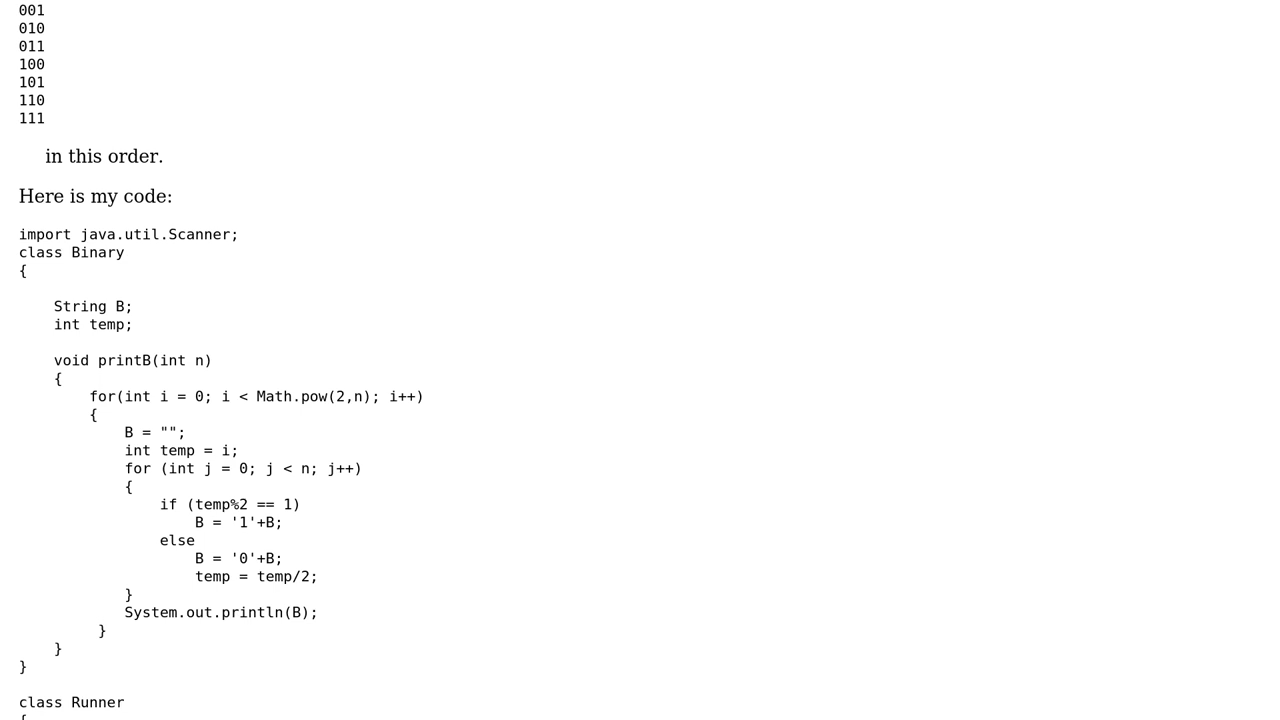 001
010
011
100
101
110
111
in this order.
Here is my code:
import java.util.Scanner;
class Binary
{
    String B;
    int temp;
    void printB(int n)
    {
        for(int i = 0; i < Math.pow(2,n); i++)
        {
            B = "";
            int temp = i;
            for (int j = 0; j < n; j++)
            {
                if (temp%2 == 1)
                    B = '1'+B;
                else
                    B = '0'+B;
                    temp = temp/2;
            }
            System.out.println(B);
         }
    }
}
class Runner
{